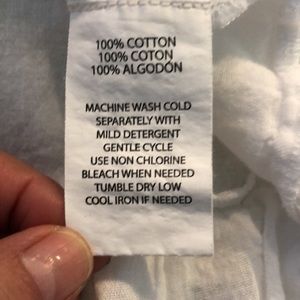 100% COTTON
100% COTON
100% ALGODÓN
MACHINE WASH COLD
SEPARATELY WITH
MILD DETERGENT
GENTLE CYCLE
USE NON CHLORINE
BLEACH WHEN NEEDED
TUMBLE DRY LOW
COOL IRON IF NEEDED